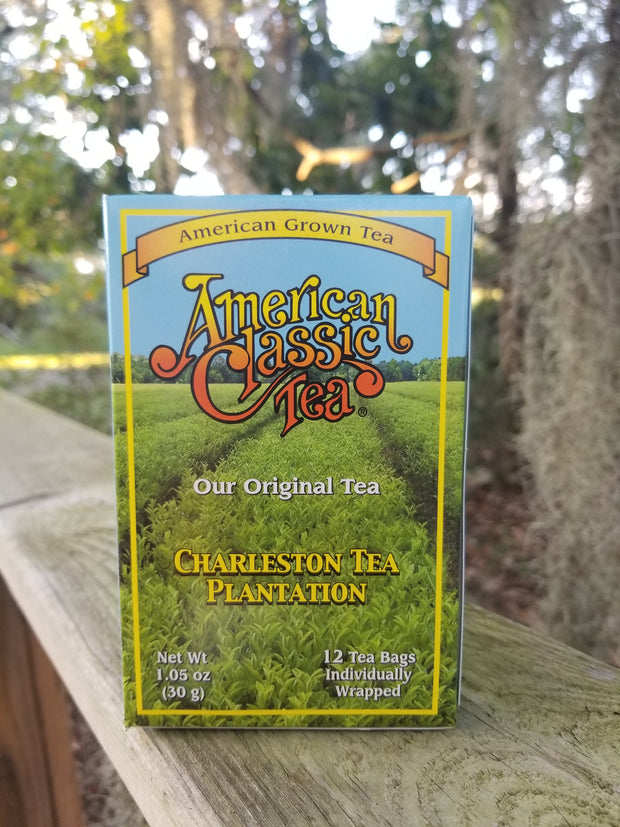 American Grown Tea
American
Classic
Tea®
Our Original Tea
Charleston Tea
Plantation
Net Wt
1.05 oz
(30 g)
12 Tea Bags
Individually
Wrapped